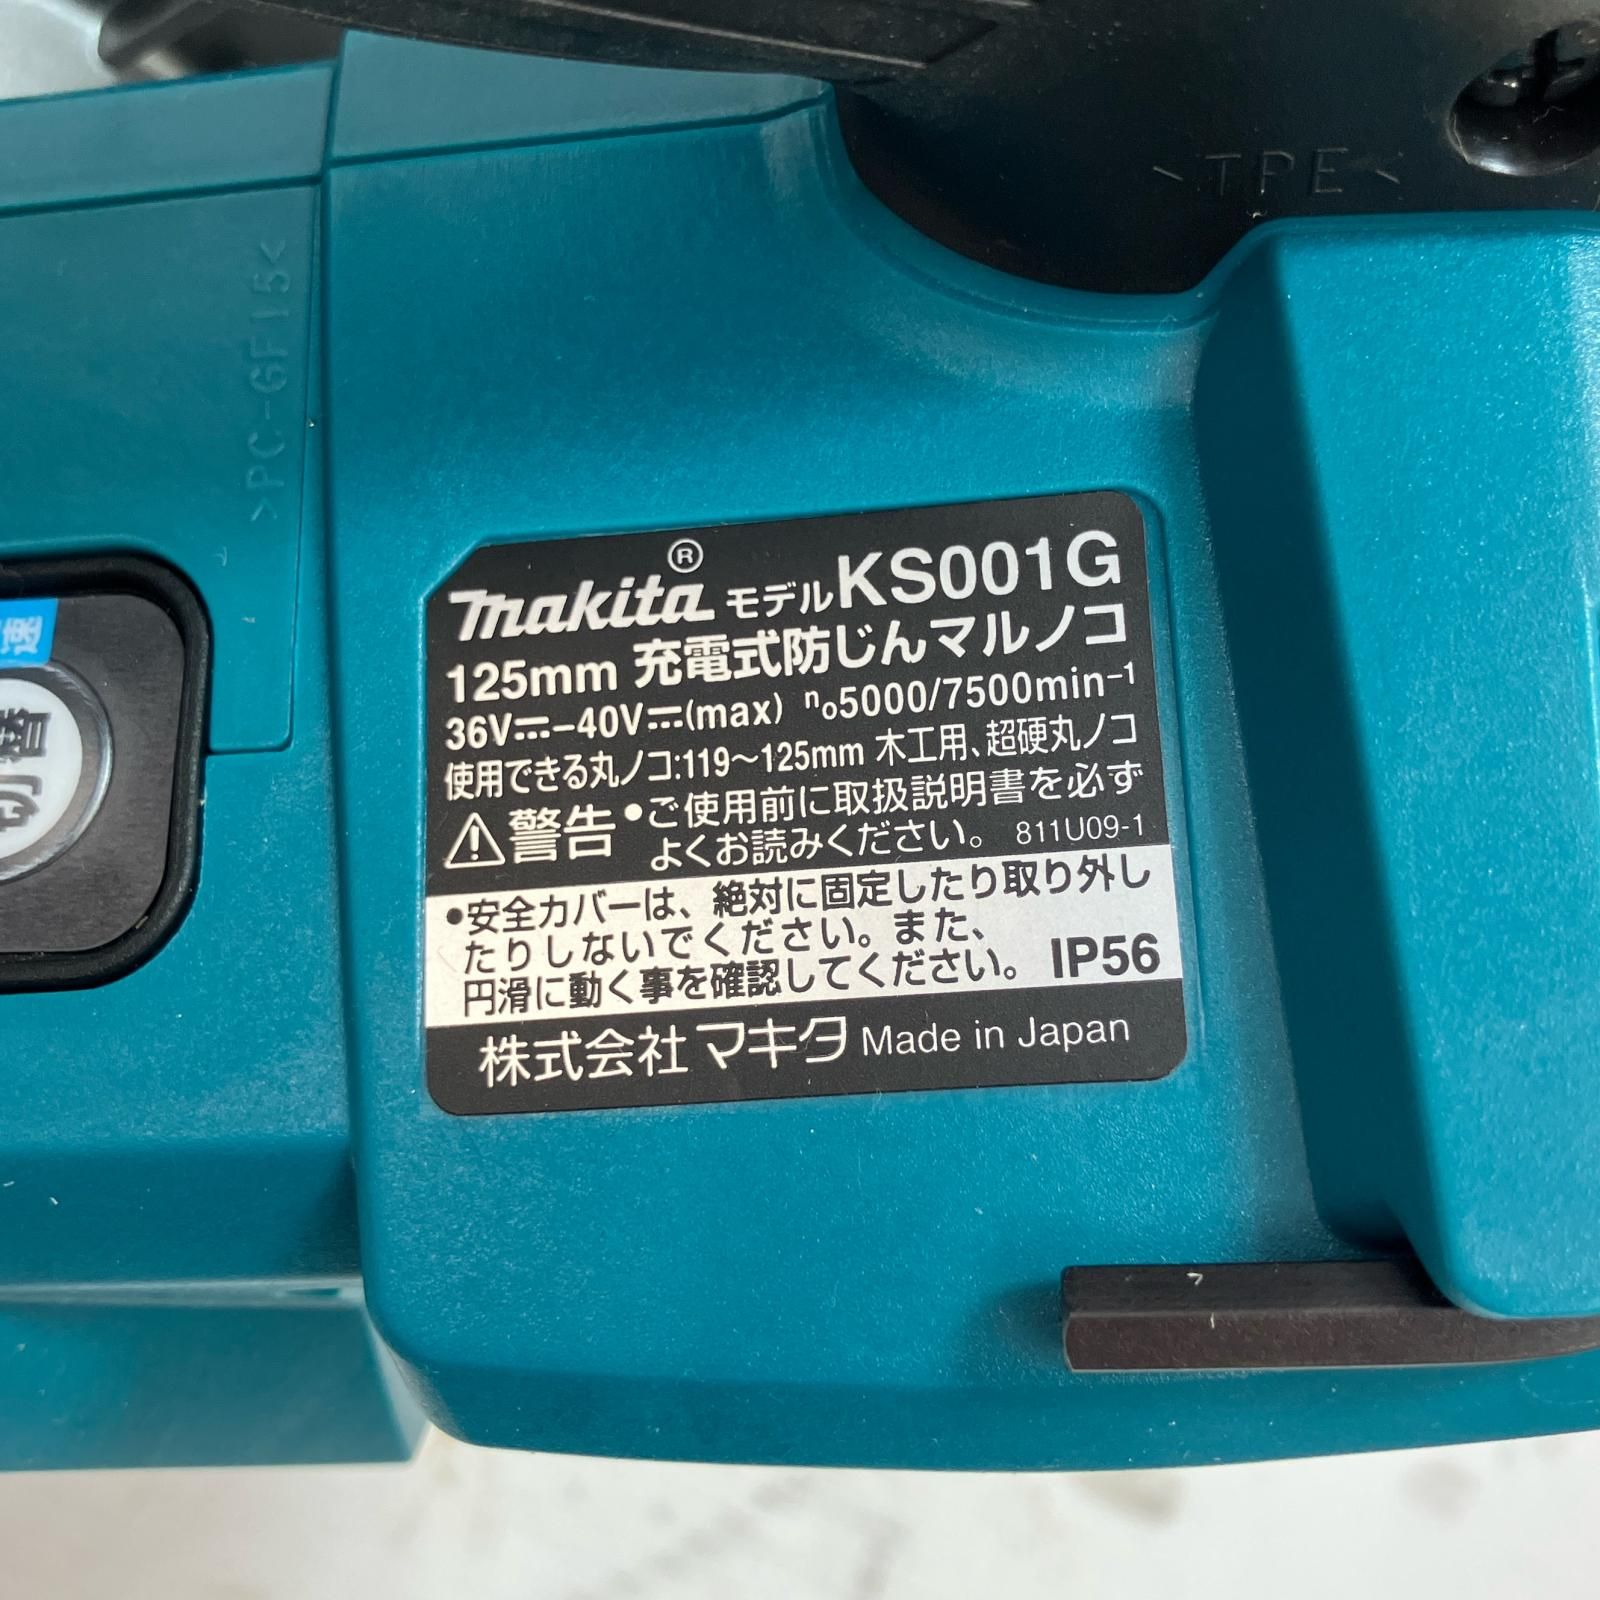 >TPE<
>PC-GF15<
速
切替
makita® モデル KS001G
125mm 充電式防じんマルノコ
36V⎓-40V⎓(max) n₀5000/7500min⁻¹
使用できる丸ノコ:119〜125mm 木工用、超硬丸ノコ
⚠警告 •ご使用前に取扱説明書を必ず
よくお読みください。 811U09-1
•安全カバーは、絶対に固定したり取り外し
たりしないでください。また、
円滑に動く事を確認してください。 IP56
株式会社マキタ Made in Japan